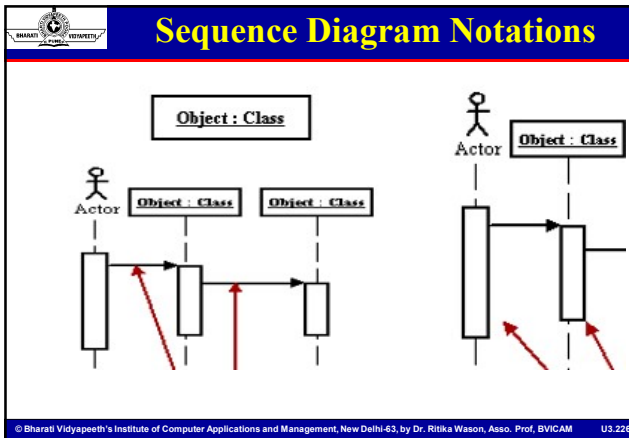 BHARATI VIDYAPEETH
PUNE
Sequence Diagram Notations
Object : Class
Actor
Object : Class
Object : Class
Actor
Object : Class
© Bharati Vidyapeeth's Institute of Computer Applications and Management, New Delhi-63, by Dr. Ritika Wason, Asso. Prof, BVICAM U3.226